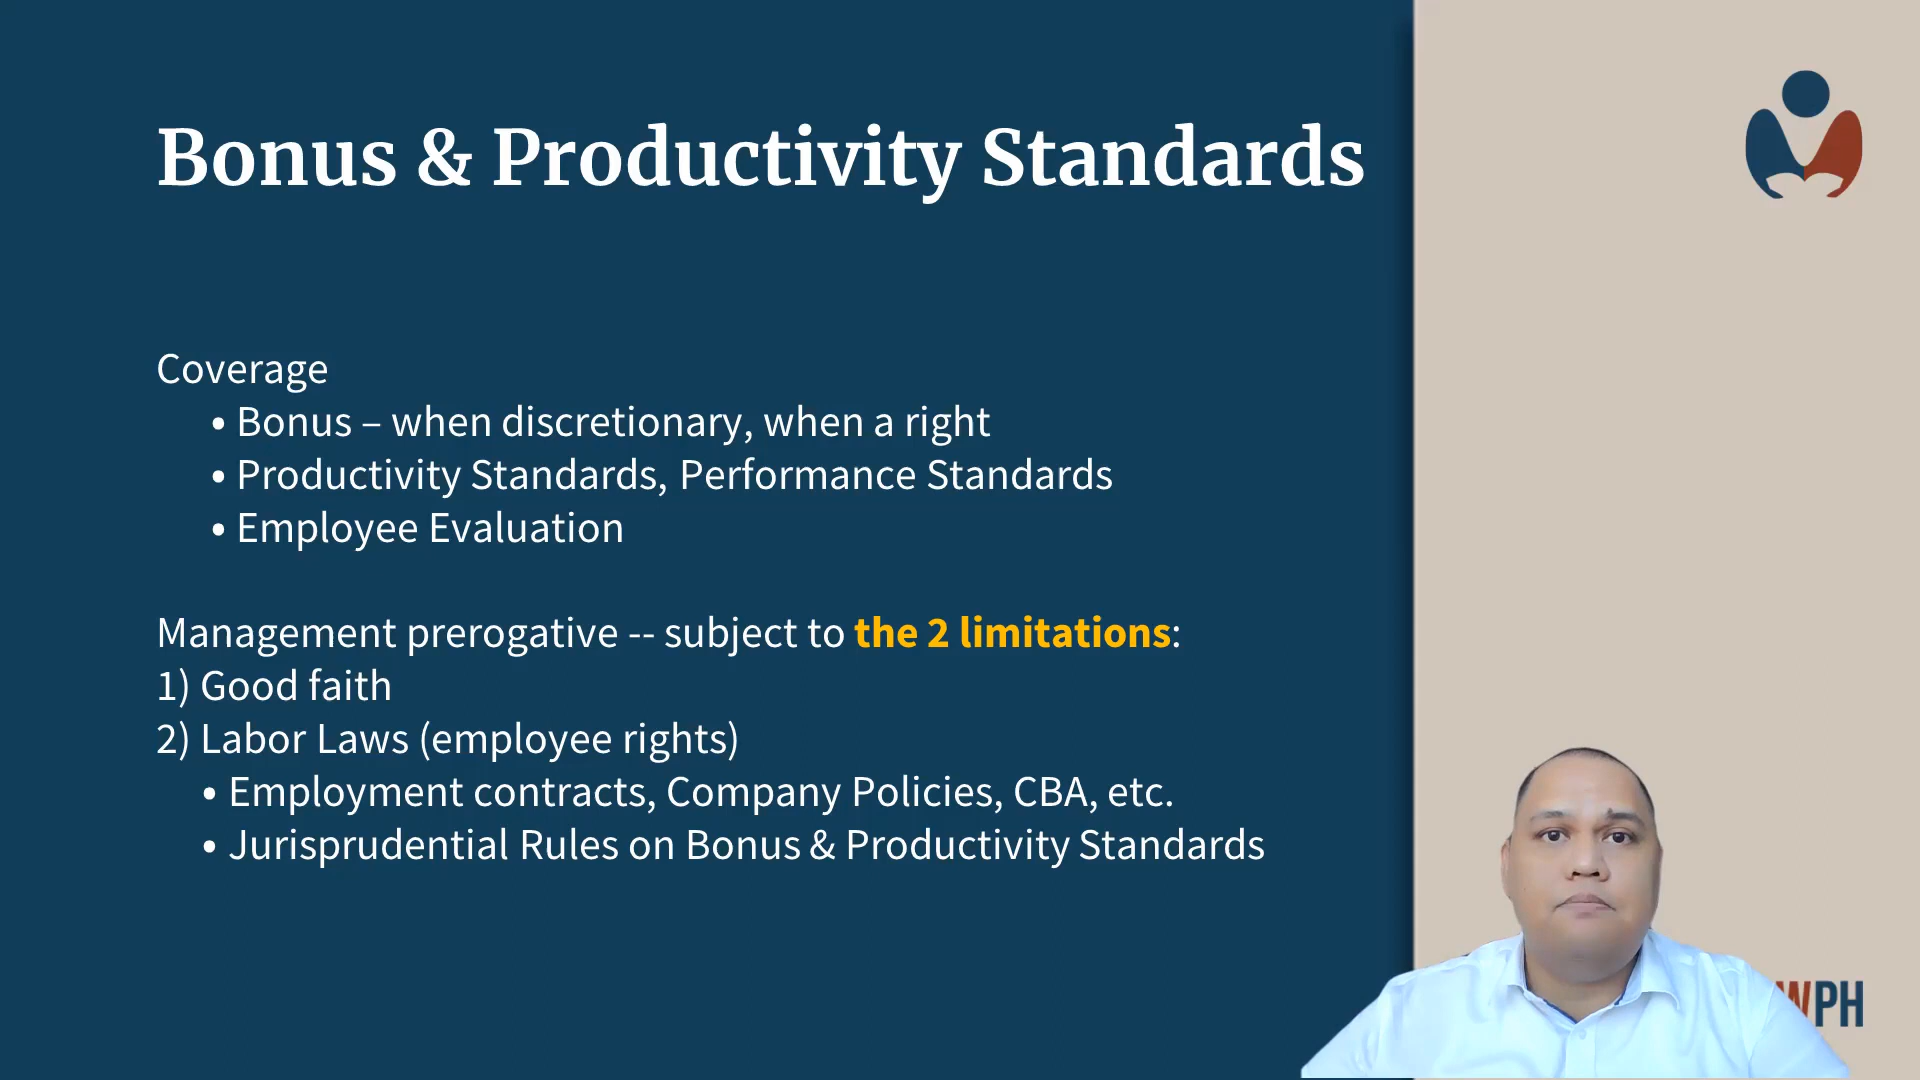 Bonus & Productivity Standards
Coverage
• Bonus – when discretionary, when a right
• Productivity Standards, Performance Standards
• Employee Evaluation
Management prerogative -- subject to the 2 limitations:
1) Good faith
2) Labor Laws (employee rights)
• Employment contracts, Company Policies, CBA, etc.
• Jurisprudential Rules on Bonus & Productivity Standards
WPH